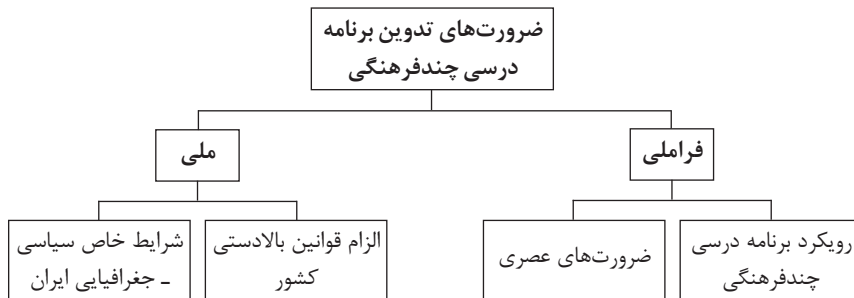 ضرورت‌های تدوین برنامه
درسی چندفرهنگی
فراملی
ملی
رویکرد برنامه درسی
چندفرهنگی
ضرورت‌های عصری
الزام قوانین بالادستی
کشور
شرایط خاص سیاسی
ـ جغرافیایی ایران